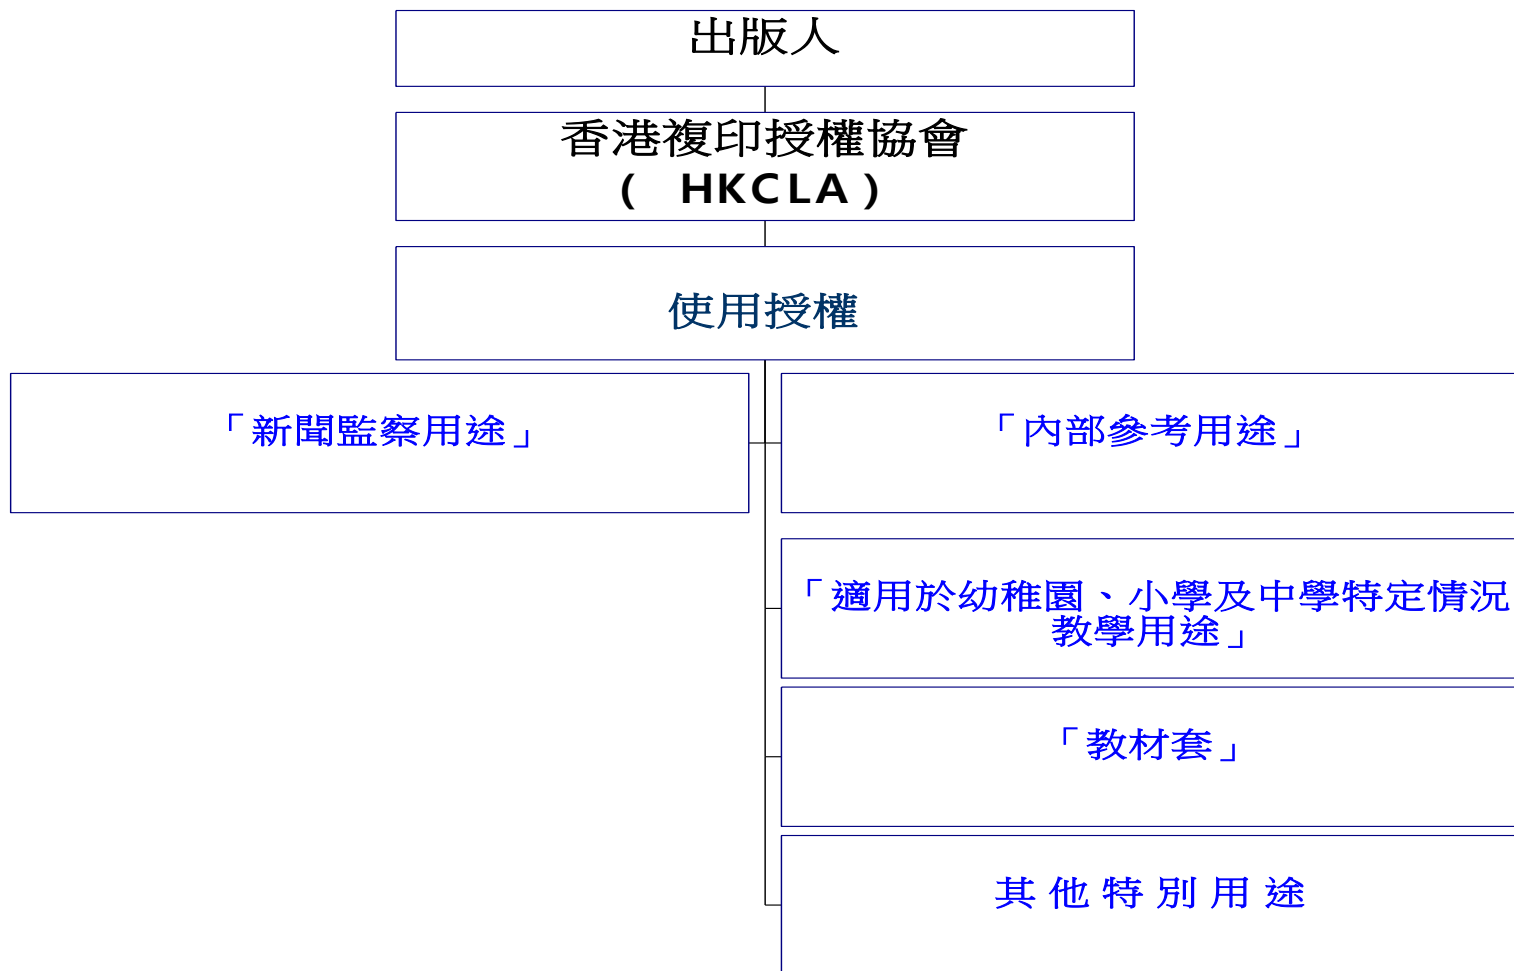 出版人
香港複印授權協會
( HKCLA )
使用授權
「新聞監察用途」
「內部參考用途」
「適用於幼稚園、小學及中學特定情況
教學用途」
「教材套」
其他特別用途